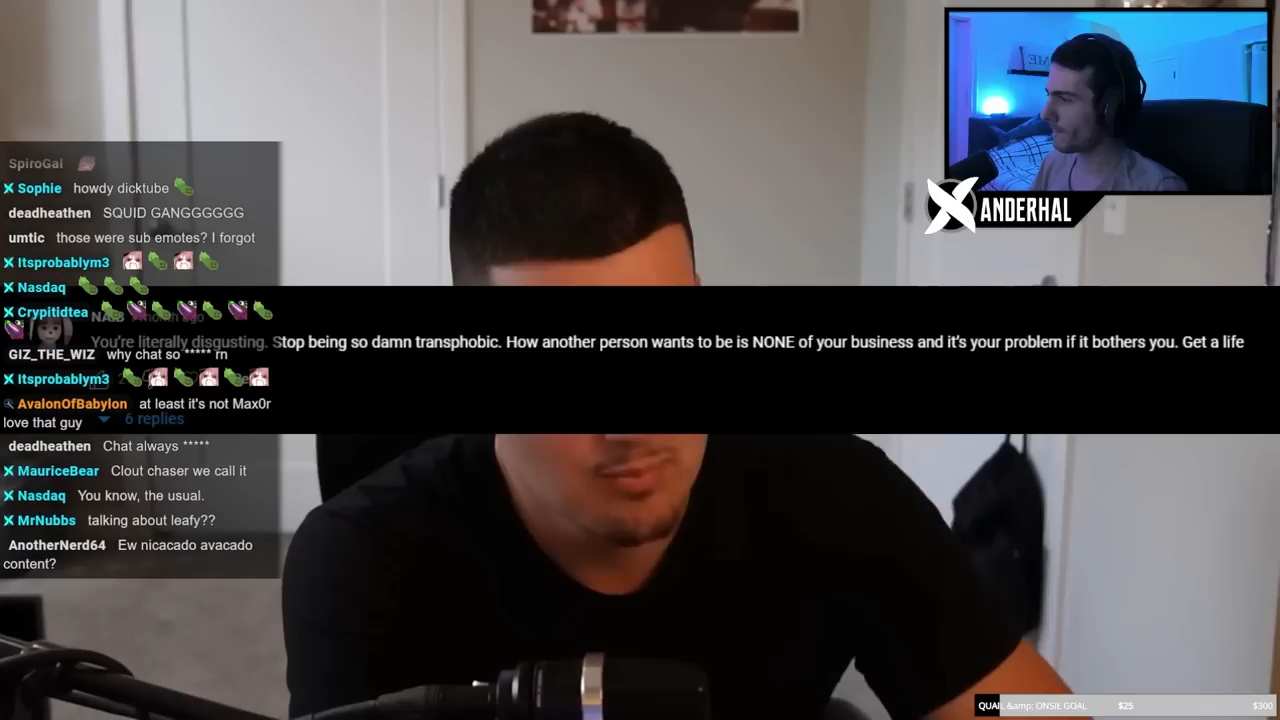 ANDERHAL
SpiroGal
Sophie howdy dicktube
deadheathen SQUID GANGGGGGG
umtic those were sub emotes? I forgot
Itsprobablym3
Nasdaq
Crypitidtea
You're literally disgusting. Stop being so damn transphobic. How another person wants to be is NONE of your business and it's your problem if it bothers you. Get a life
GIZ_THE_WIZ why chat so ***** rn
Itsprobablym3
AvalonOfBabylon at least it's not Max0r
love that guy
6 replies
deadheathen Chat always *****
MauriceBear Clout chaser we call it
Nasdaq You know, the usual.
MrNubbs talking about leafy??
AnotherNerd64 Ew nicacado avacado
content?
QUAIL &amp; ONSIE GOAL $25 $300